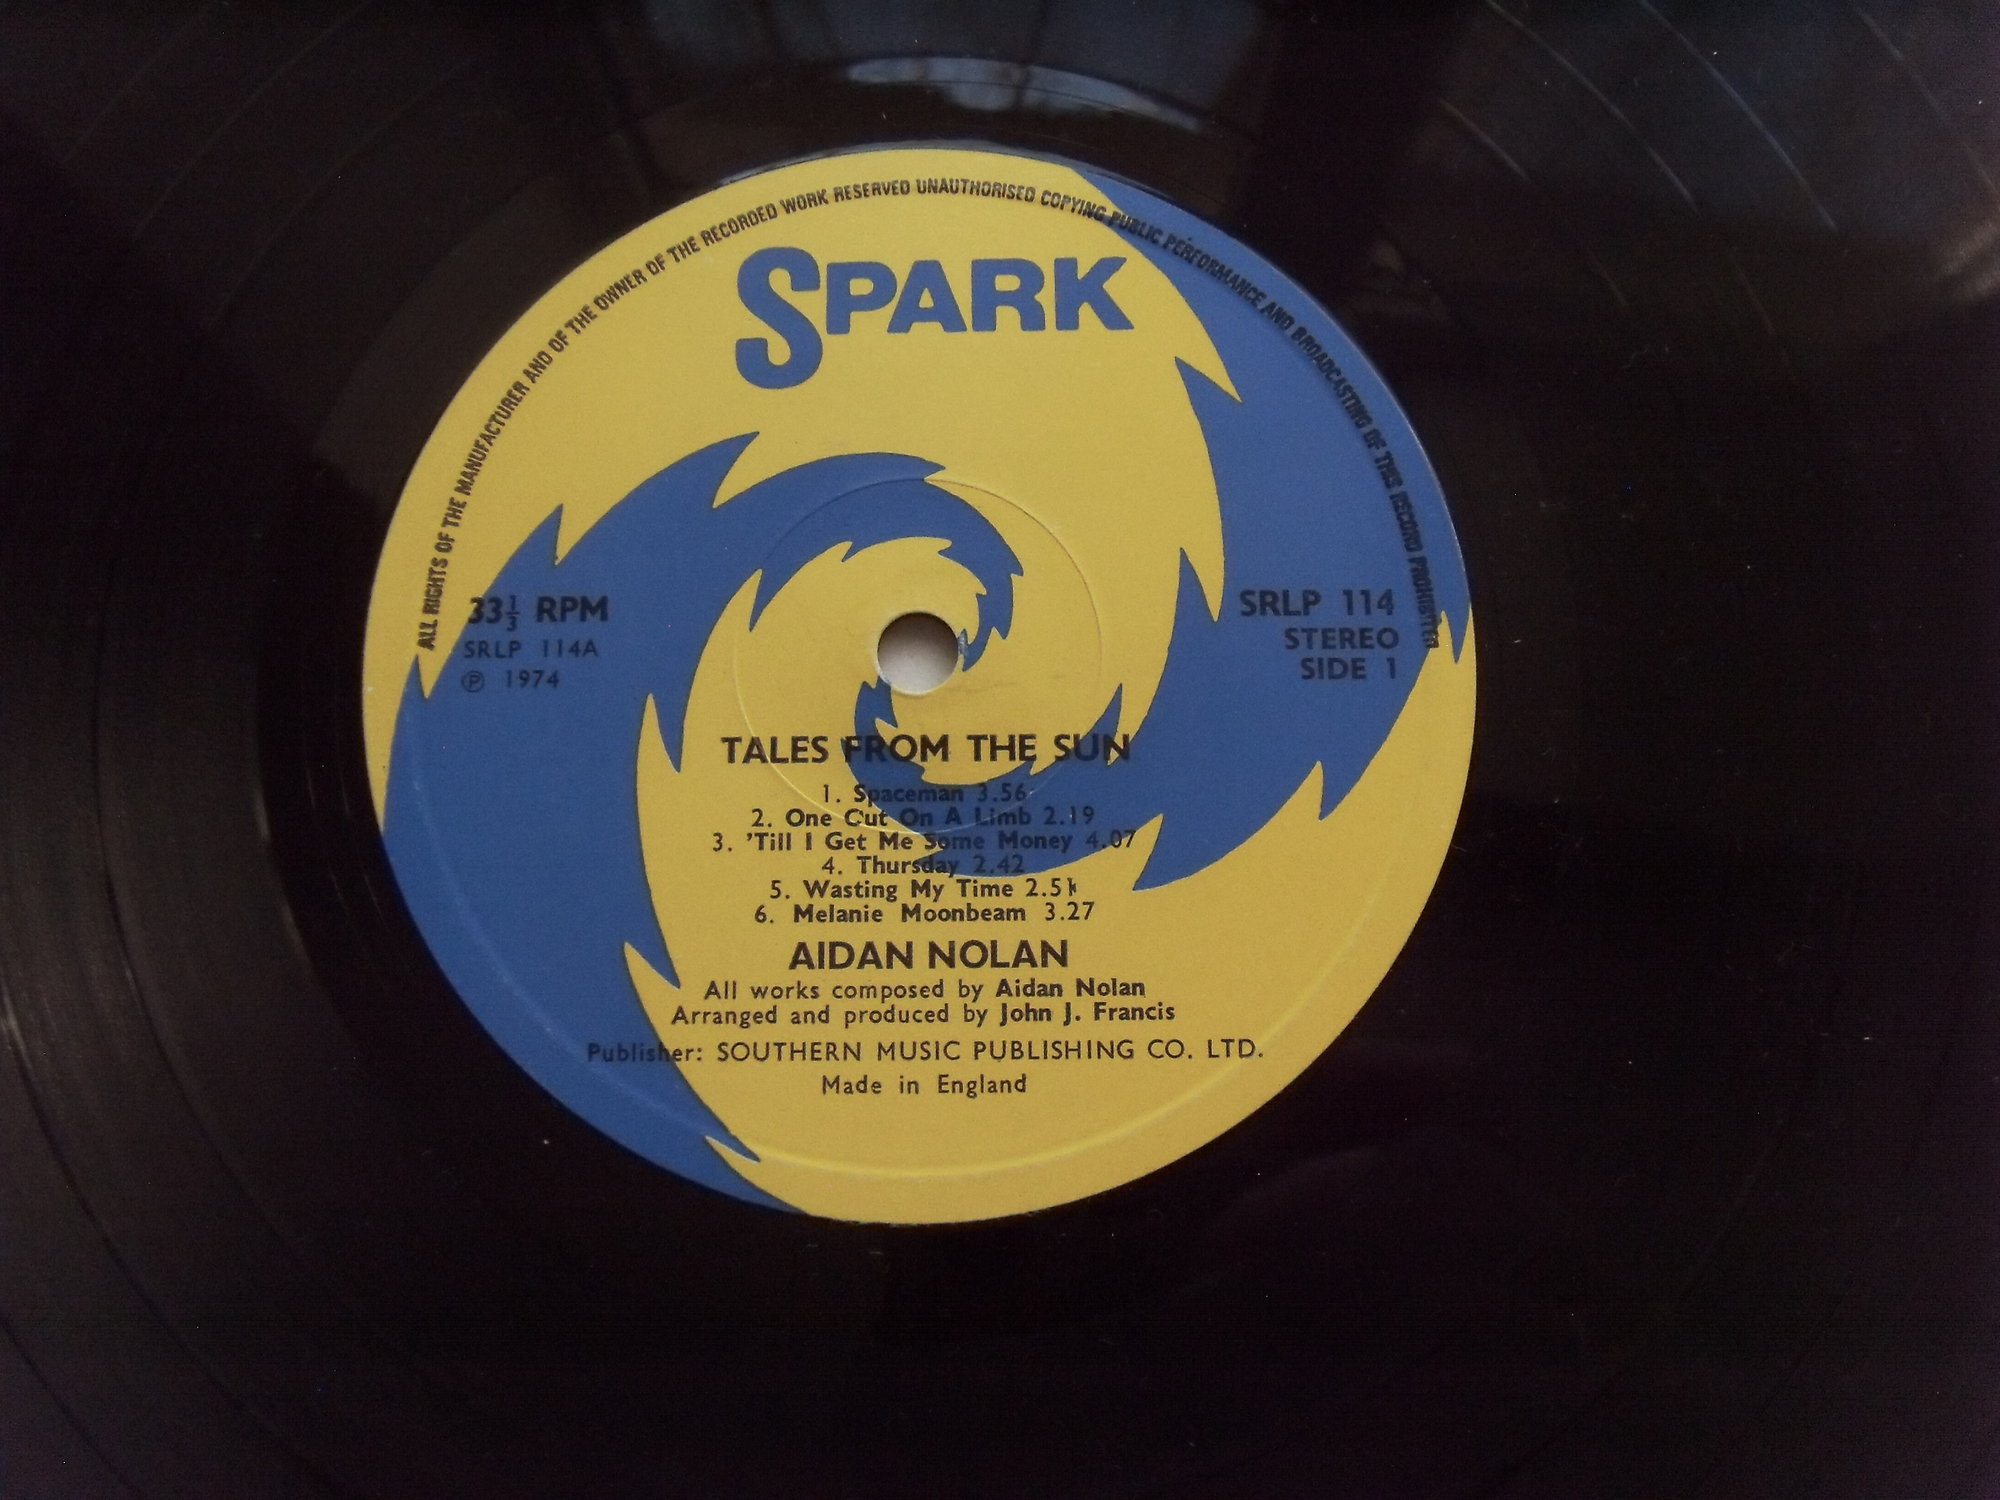 ALL RIGHTS OF THE MANUFACTURER AND OF THE OWNER OF THE RECORDED WORK RESERVED UNAUTHORISED COPYING PUBLIC PERFORMANCE AND BROADCASTING OF THIS RECORD PROHIBITED
SPARK
33⅓ RPM
SRLP 114A
℗ 1974
SRLP 114
STEREO
SIDE 1
TALES FROM THE SUN
1. Spaceman 3.56
2. One Cut On A Limb 2.19
3. 'Till I Get Me Some Money 4.07
4. Thursday 2.42
5. Wasting My Time 2.51
6. Melanie Moonbeam 3.27
AIDAN NOLAN
All works composed by Aidan Nolan
Arranged and produced by John J. Francis
Publisher: SOUTHERN MUSIC PUBLISHING CO. LTD.
Made in England